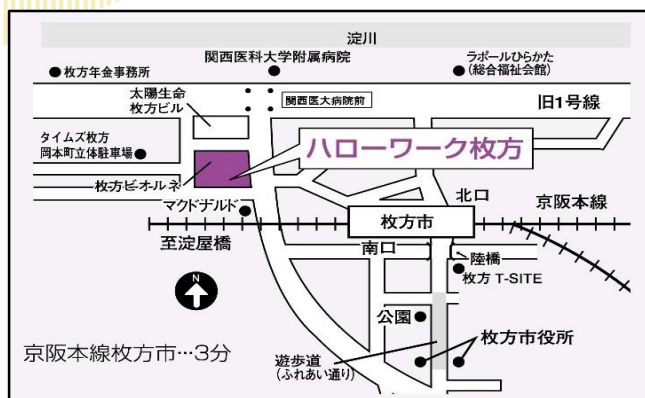 淀川
関西医科大学附属病院
ラポールひらかた
(総合福祉会館)
枚方年金事務所
太陽生命
枚方ビル
関西医大病院前
旧1号線
タイムズ枚方
岡本町立体駐車場
ハローワーク枚方
枚方ビオルネ
マクドナルド
北口
京阪本線
枚方市
至淀屋橋
南口
陸橋
枚方 T-SITE
N
公園
枚方市役所
京阪本線枚方市…3分
遊歩道
(ふれあい通り)